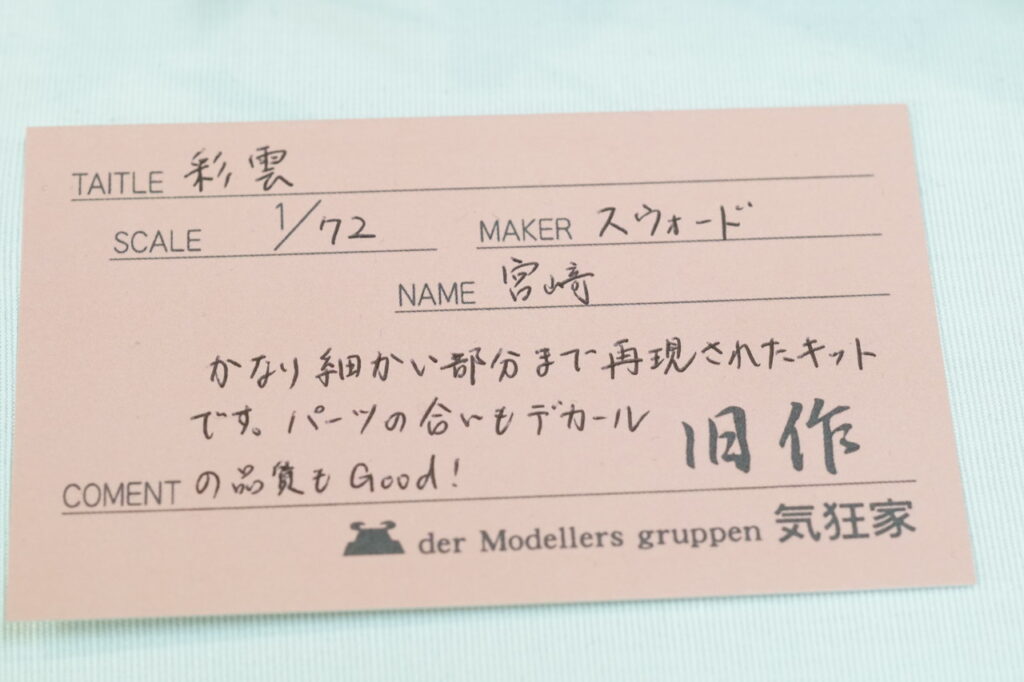 TAITLE 彩雲
SCALE 1/72 MAKER スウォード
NAME 宮﨑
かなり細かい部分まで再現されたキット
です。パーツの合いもデカール
COMENT の品質もGood!
旧作
der Modellers gruppen 気狂家